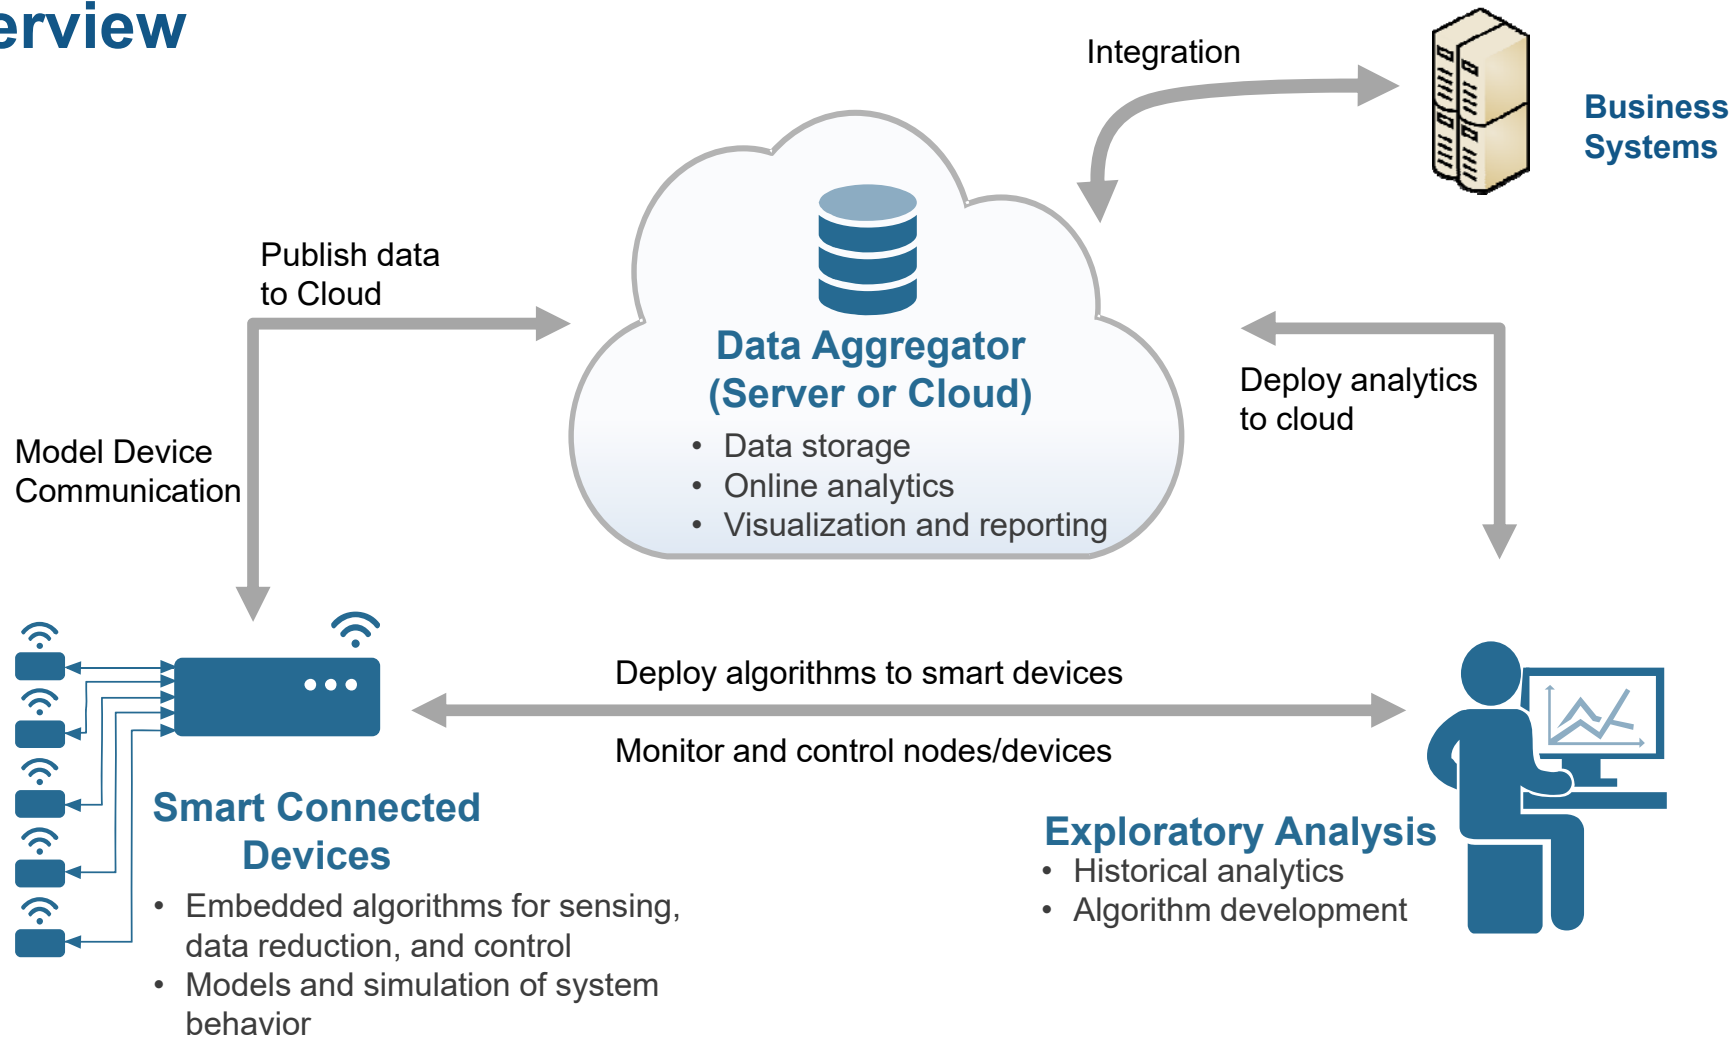 erview
Integration
Business
Systems
Publish data
to Cloud
Data Aggregator
(Server or Cloud)
• Data storage
• Online analytics
• Visualization and reporting
Deploy analytics
to cloud
Model Device
Communication
Deploy algorithms to smart devices
Monitor and control nodes/devices
Smart Connected
Devices
• Embedded algorithms for sensing,
data reduction, and control
• Models and simulation of system
behavior
Exploratory Analysis
• Historical analytics
• Algorithm development